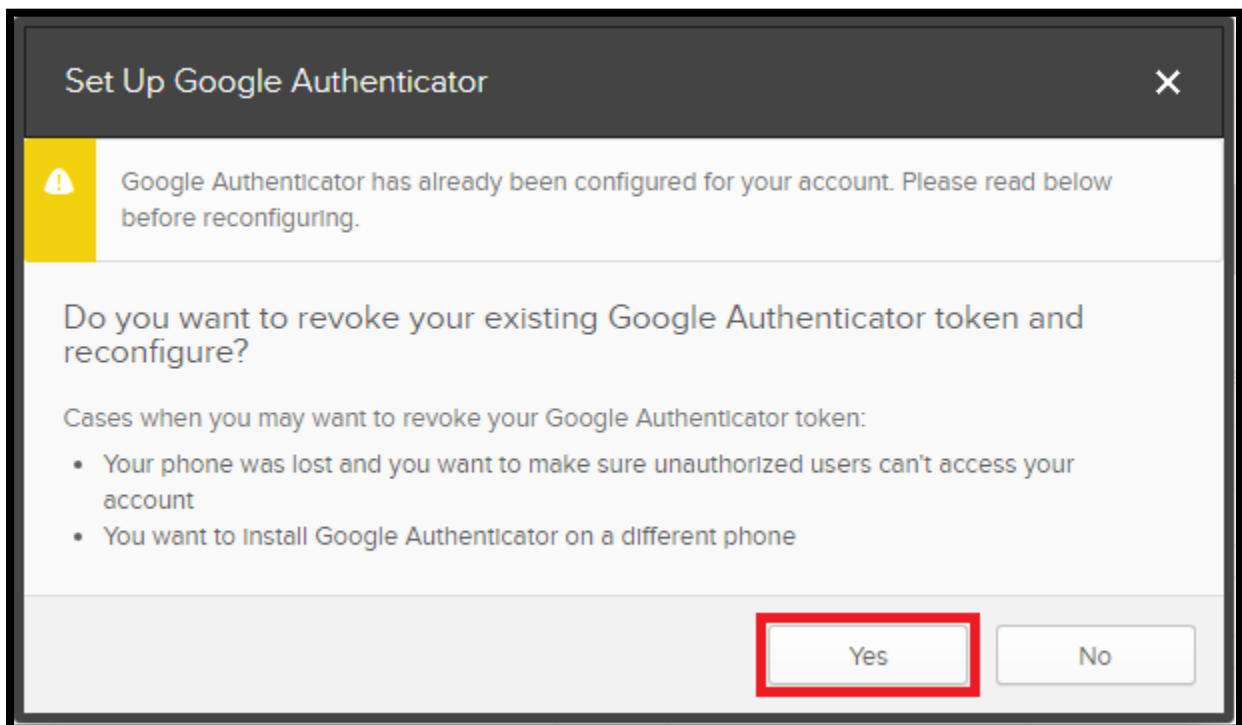 Set Up Google Authenticator
Google Authenticator has already been configured for your account. Please read below
before reconfiguring.
Do you want to revoke your existing Google Authenticator token and
reconfigure?
Cases when you may want to revoke your Google Authenticator token:
• Your phone was lost and you want to make sure unauthorized users can't access your
account
• You want to install Google Authenticator on a different phone
Yes No